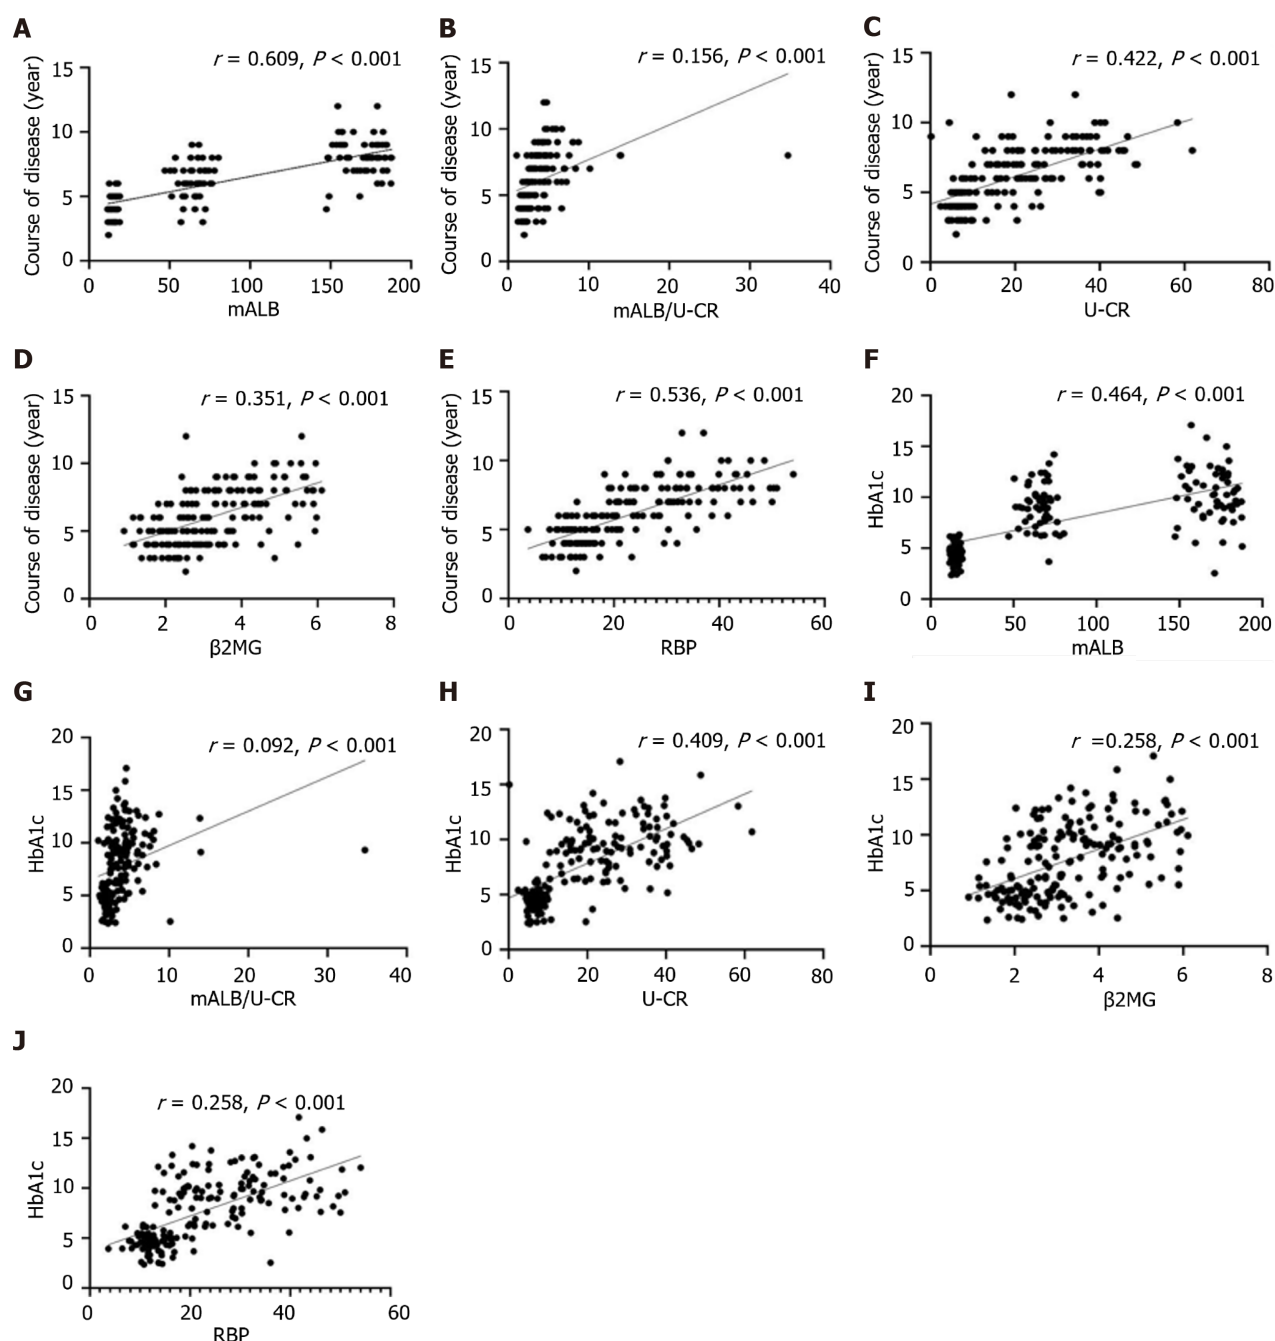 A
r = 0.609, P < 0.001
Course of disease (year)
15
10
5
0
0 50 100 150 200
mALB
B
r = 0.156, P < 0.001
Course of disease (year)
15
10
5
0
0 10 20 30 40
mALB/U-CR
C
r = 0.422, P < 0.001
Course of disease (year)
15
10
5
0
0 20 40 60 80
U-CR
D
r = 0.351, P < 0.001
Course of disease (year)
15
10
5
0
0 2 4 6 8
β2MG
E
r = 0.536, P < 0.001
Course of disease (year)
15
10
5
0
0 20 40 60
RBP
F
r = 0.464, P < 0.001
HbA1c
20
15
10
5
0
0 50 100 150 200
mALB
G
r = 0.092, P < 0.001
HbA1c
20
15
10
5
0
0 10 20 30 40
mALB/U-CR
H
r = 0.409, P < 0.001
HbA1c
20
15
10
5
0
0 20 40 60 80
U-CR
I
r =0.258, P < 0.001
HbA1c
20
15
10
5
0
0 2 4 6 8
β2MG
J
r = 0.258, P < 0.001
HbA1c
20
15
10
5
0
0 20 40 60
RBP